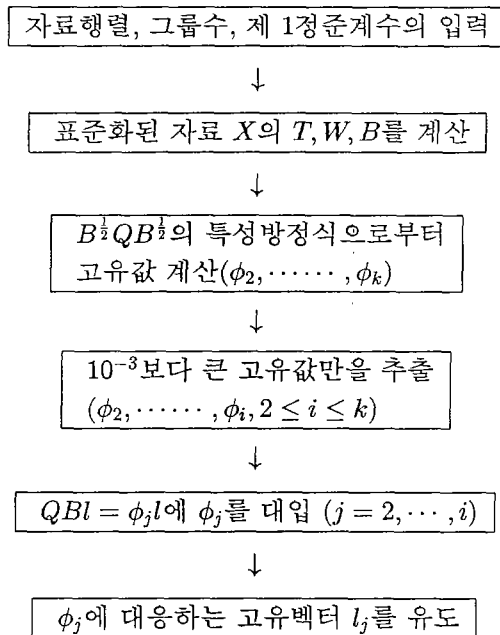 자료행렬, 그룹수, 제 1정준계수의 입력
↓
표준화된 자료 X의 T, W, B를 계산
↓
B^{\frac{1}{2}}QB^{\frac{1}{2}}의 특성방정식으로부터
고유값 계산(ϕ₂, ⋯⋯, ϕₖ)
↓
10⁻³보다 큰 고유값만을 추출
(ϕ₂, ⋯⋯, ϕᵢ, 2 ≤ i ≤ k)
↓
QBl = ϕⱼl에 ϕⱼ를 대입 (j = 2, ⋯, i)
↓
ϕⱼ에 대응하는 고유벡터 lⱼ를 유도